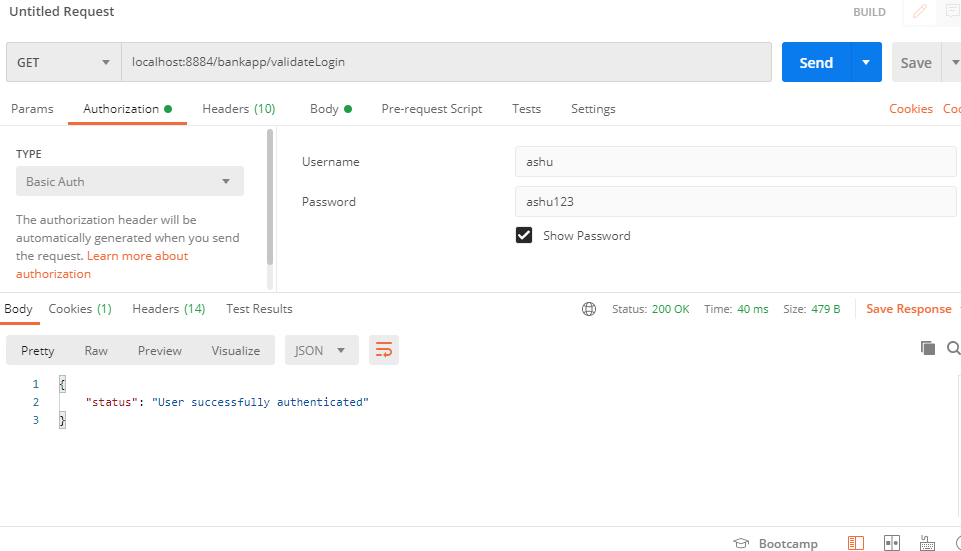 Untitled Request
BUILD
GET
localhost:8884/bankapp/validateLogin
Send
Save
Params
Authorization
Headers (10)
Body
Pre-request Script
Tests
Settings
Cookies
TYPE
Basic Auth
The authorization header will be
automatically generated when you send
the request. Learn more about
authorization
Username
ashu
Password
ashu123
Show Password
Body
Cookies (1)
Headers (14)
Test Results
Status: 200 OK
Time: 40 ms
Size: 479 B
Save Response
Pretty
Raw
Preview
Visualize
JSON
1 {
2 "status": "User successfully authenticated"
3 }
Bootcamp